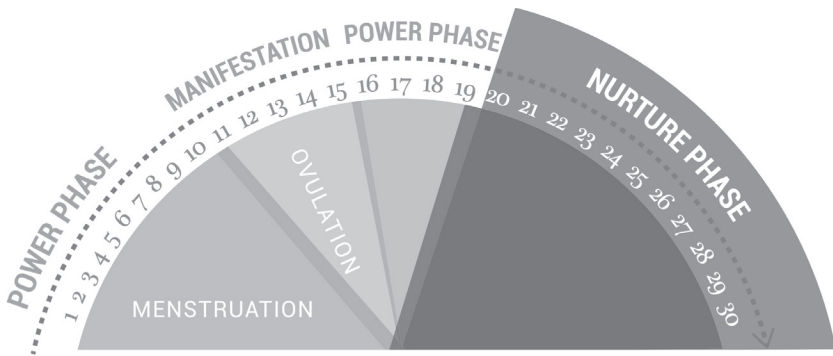 POWER PHASE
MANIFESTATION
POWER PHASE
NURTURE PHASE
1 2 3 4 5 6 7 8 9 10 11 12 13 14 15 16 17 18 19 20 21 22 23 24 25 26 27 28 29 30
OVULATION
MENSTRUATION